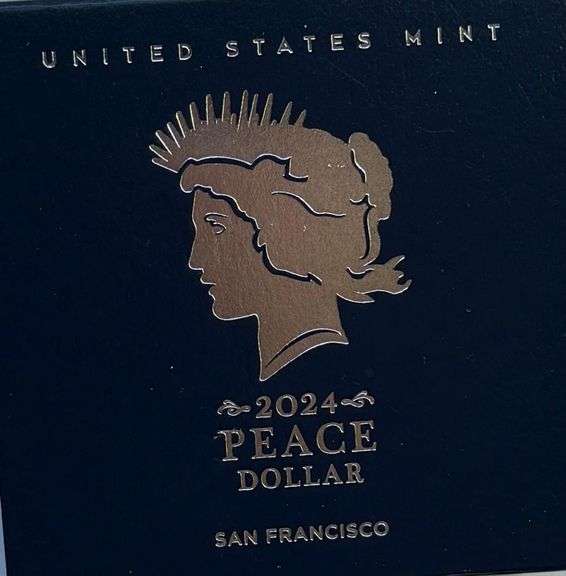 UNITED STATES MINT
2024
PEACE
DOLLAR
SAN FRANCISCO